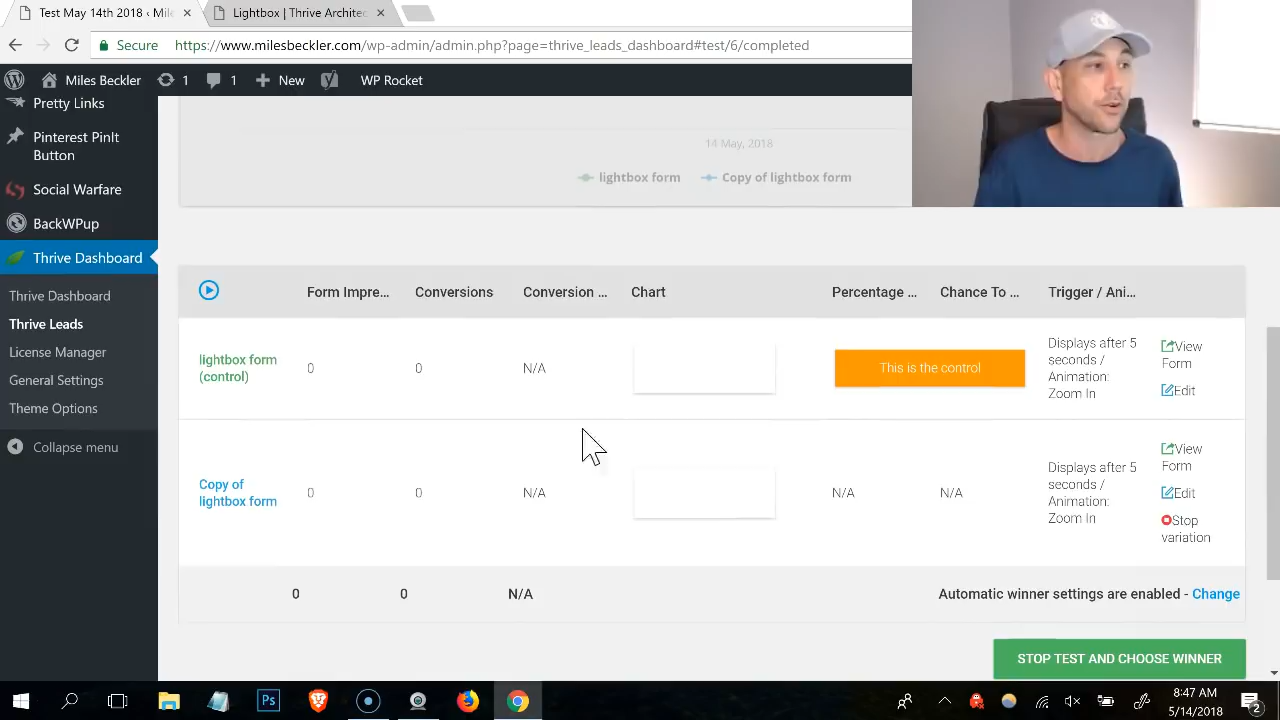 Test May 14th 2018 - Mile
Lightbox form | Thrive Archite
Secure
https://www.milesbeckler.com/wp-admin/admin.php?page=thrive_leads_dashboard#test/6/completed
Miles Beckler
1
1
New
WP Rocket
Pretty Links
Pinterest PinIt
Button
Social Warfare
BackWPup
Thrive Dashboard
Thrive Dashboard
Thrive Leads
License Manager
General Settings
Theme Options
Collapse menu
14 May, 2018
lightbox form
Copy of lightbox form
Form Impre...
Conversions
Conversion ...
Chart
Percentage ...
Chance To ...
Trigger / Ani...
lightbox form
(control)
0
0
N/A
This is the control
Displays after 5
seconds /
Animation:
Zoom In
View
Form
Edit
Copy of
lightbox form
0
0
N/A
N/A
N/A
Displays after 5
seconds /
Animation:
Zoom In
View
Form
Edit
Stop
variation
0
0
N/A
Automatic winner settings are enabled - Change
STOP TEST AND CHOOSE WINNER
Ps
8:47 AM
5/14/2018
2